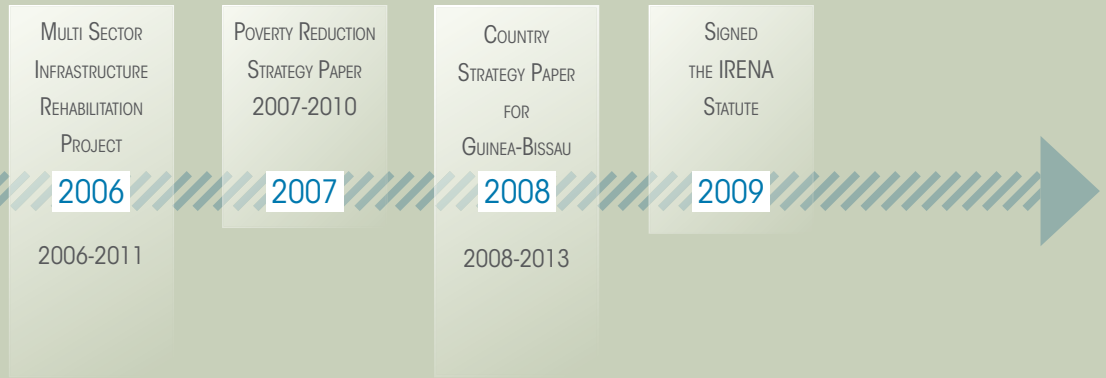 Multi Sector
Infrastructure
Rehabilitation
Project
2006
2006-2011
Poverty Reduction
Strategy Paper
2007-2010
2007
Country
Strategy Paper
for
Guinea-Bissau
2008
2008-2013
Signed
the IRENA
Statute
2009